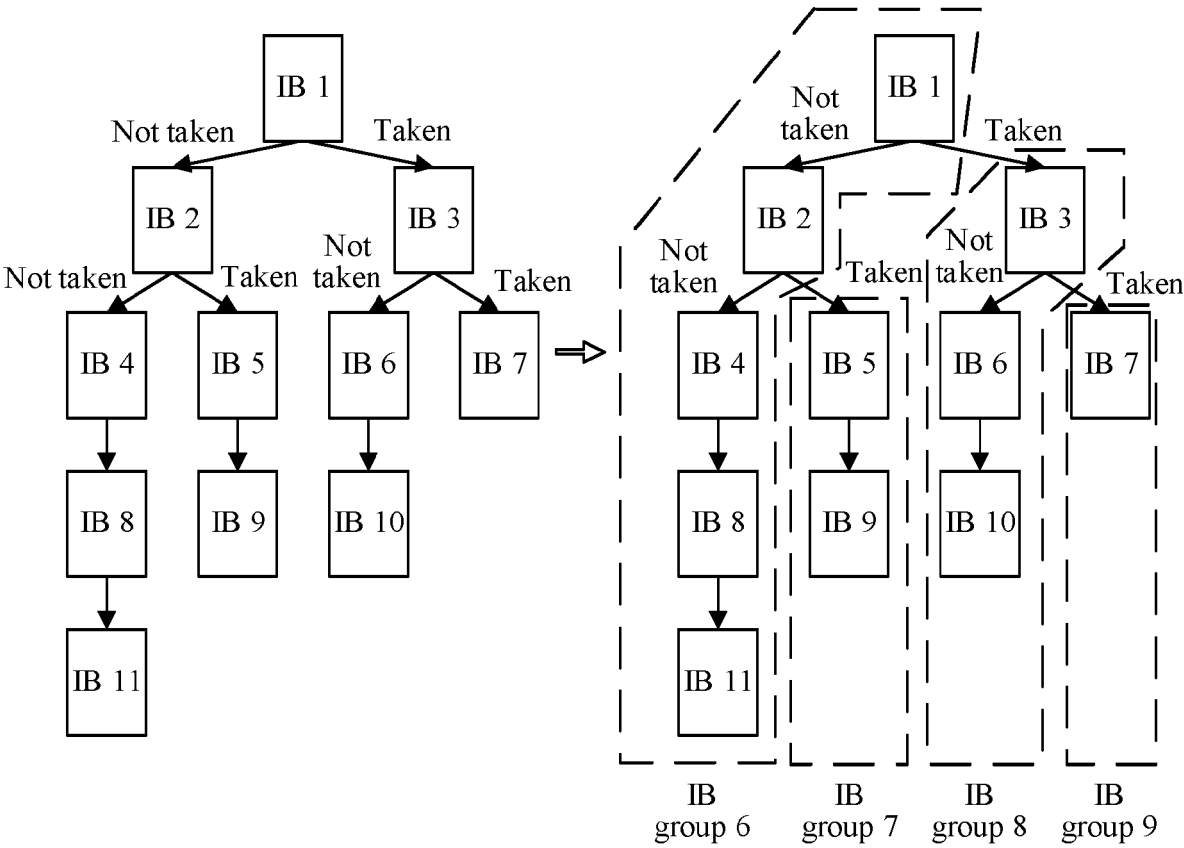 IB 1
Not taken
Taken
IB 2
IB 3
Not taken
Taken
Not
taken
Taken
IB 4
IB 5
IB 6
IB 7
IB 8
IB 9
IB 10
IB 11
IB 1
Not
taken
Taken
IB 2
IB 3
Not
taken
Taken
Not
taken
Taken
IB 4
IB 5
IB 6
IB 7
IB 8
IB 9
IB 10
IB 11
IB
group 6
IB
group 7
IB
group 8
IB
group 9